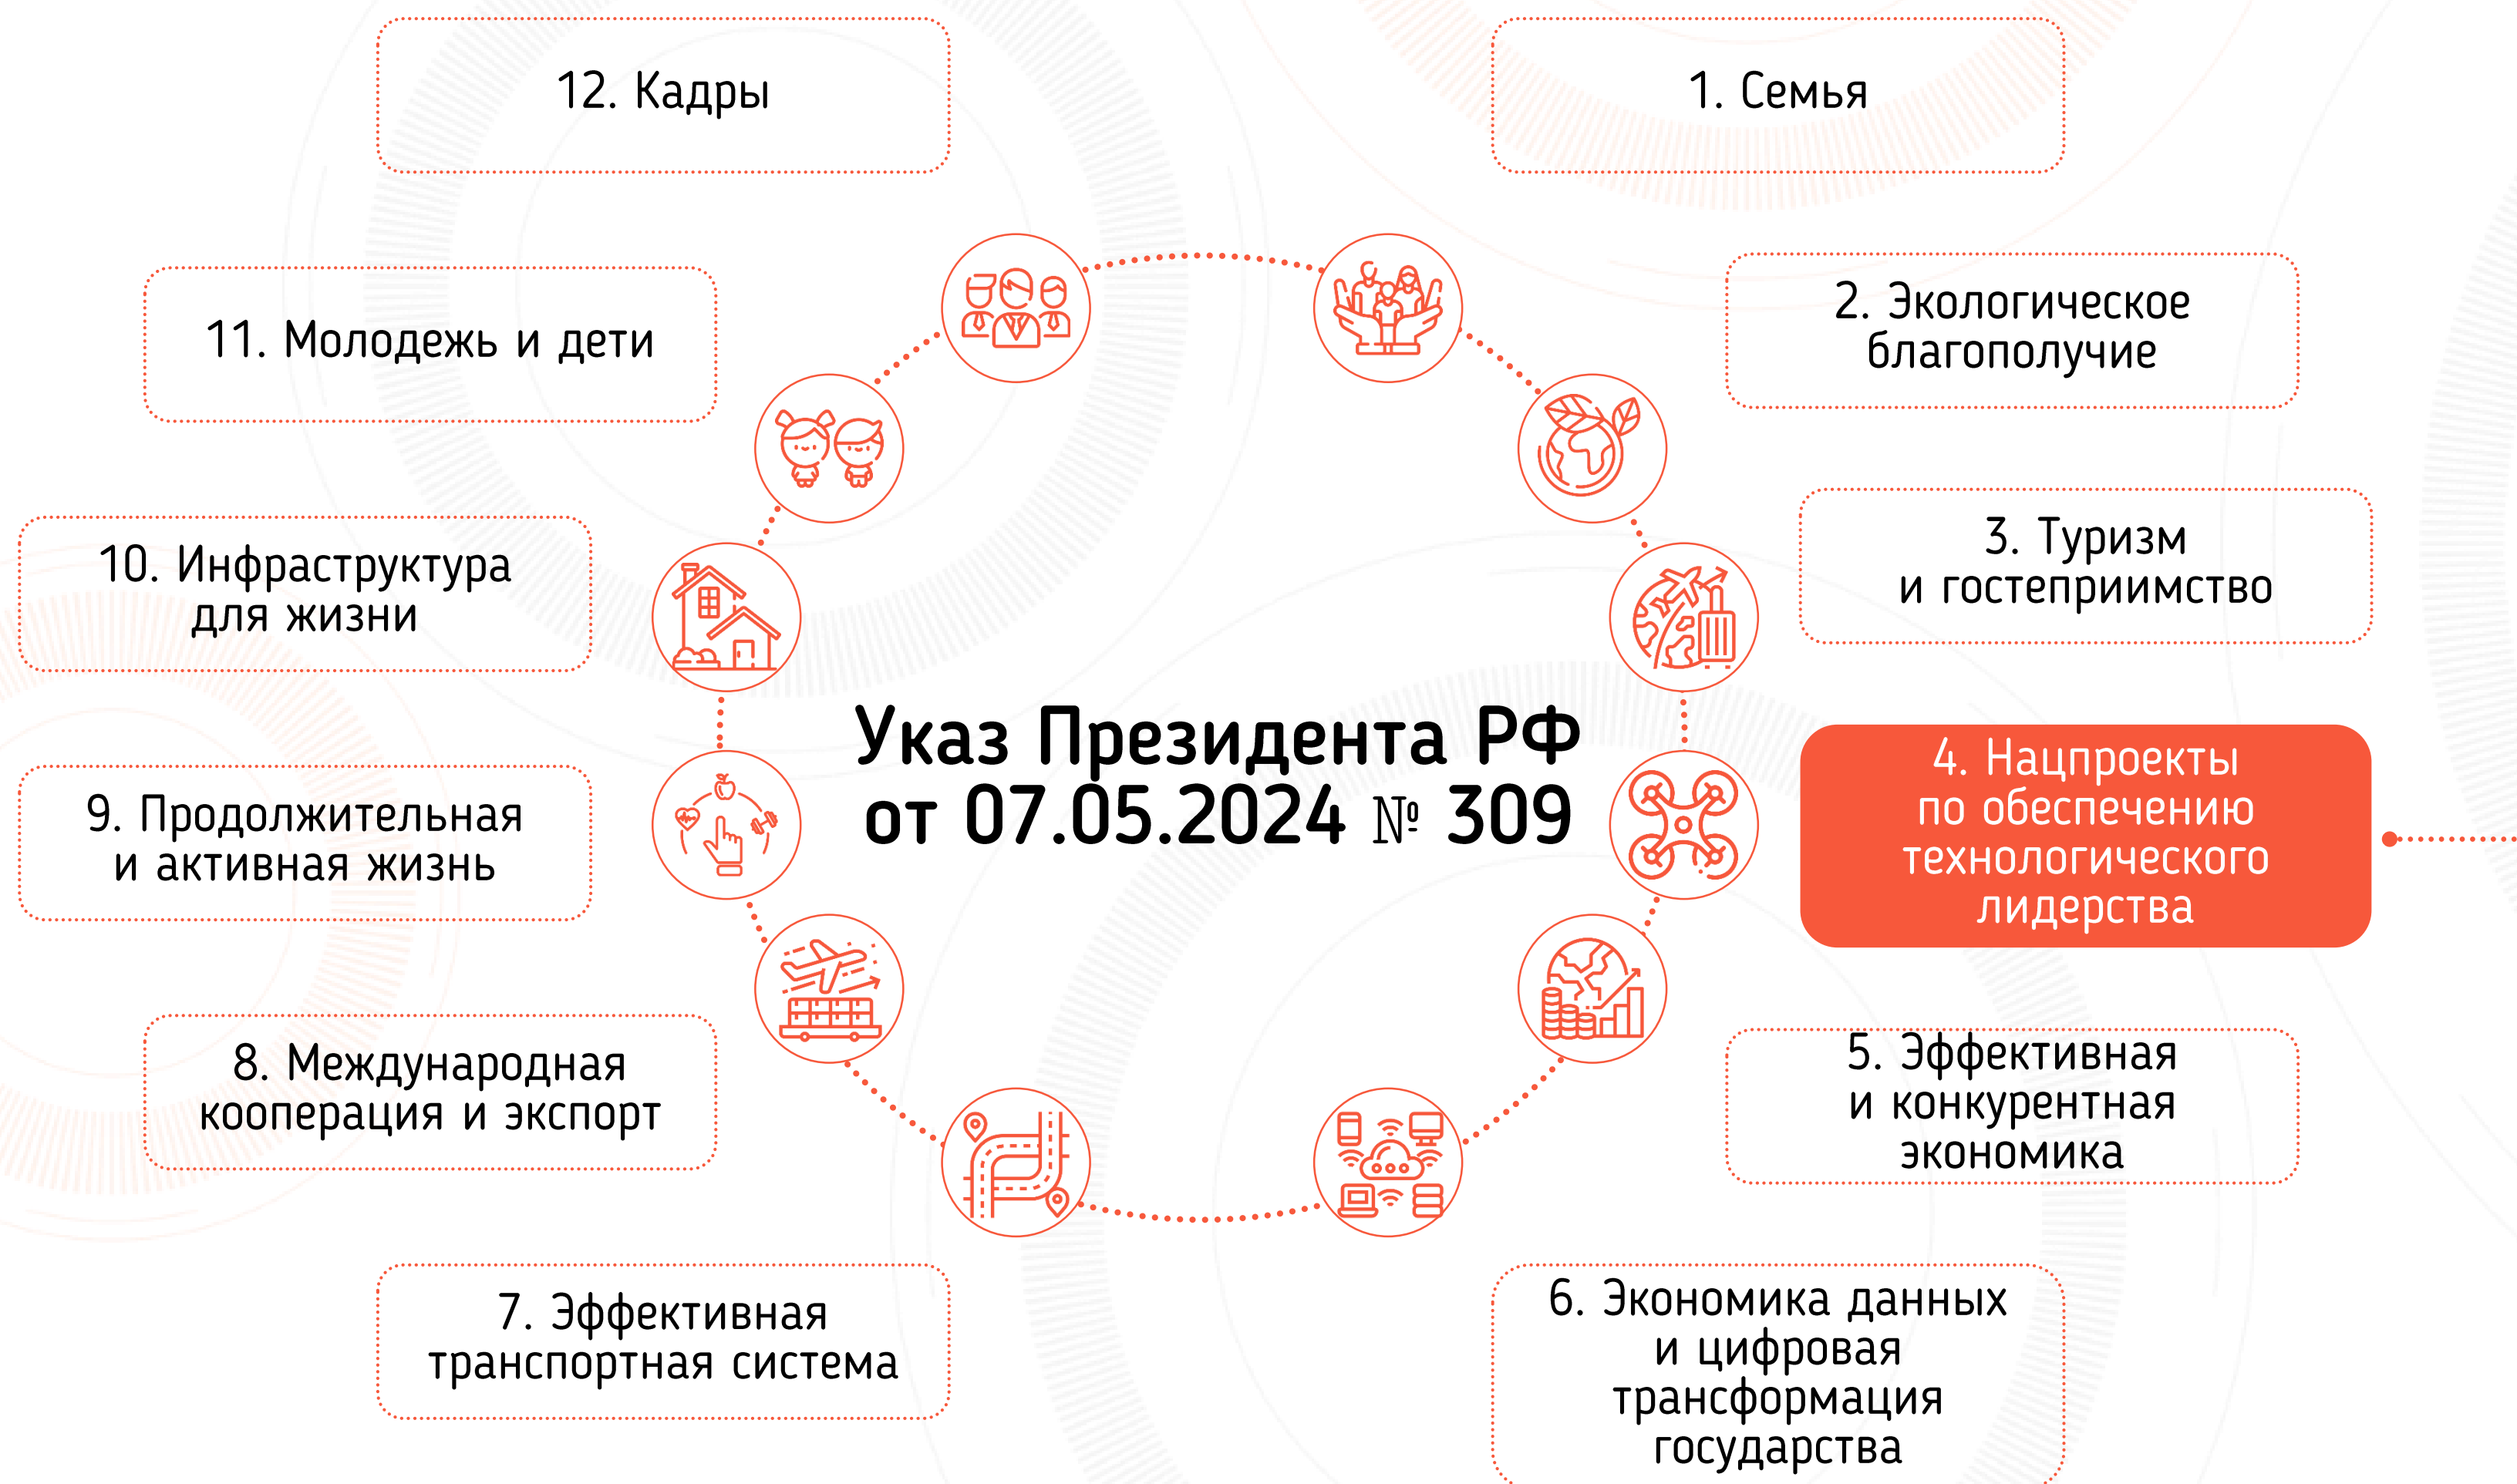 12. Кадры
1. Семья
11. Молодежь и дети
2. Экологическое
благополучие
10. Инфраструктура
для жизни
3. Туризм
и гостеприимство
Указ Президента РФ
от 07.05.2024 № 309
4. Нацпроекты
по обеспечению
технологического
лидерства
9. Продолжительная
и активная жизнь
8. Международная
кооперация и экспорт
5. Эффективная
и конкурентная
экономика
7. Эффективная
транспортная система
6. Экономика данных
и цифровая
трансформация
государства